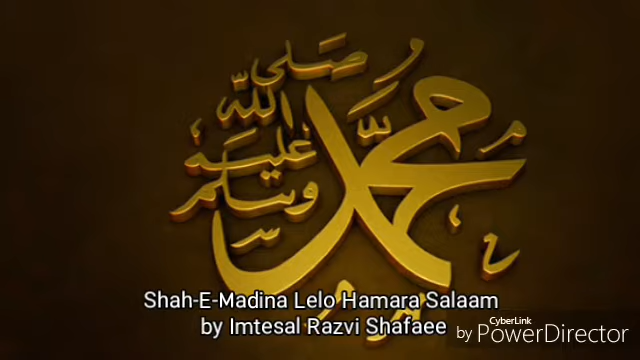 محمد
صلى
الله
عليه
وسلم
Shah-E-Madina Lelo Hamara Salaam
by Imtesal Razvi Shafaee
CyberLink
by PowerDirector